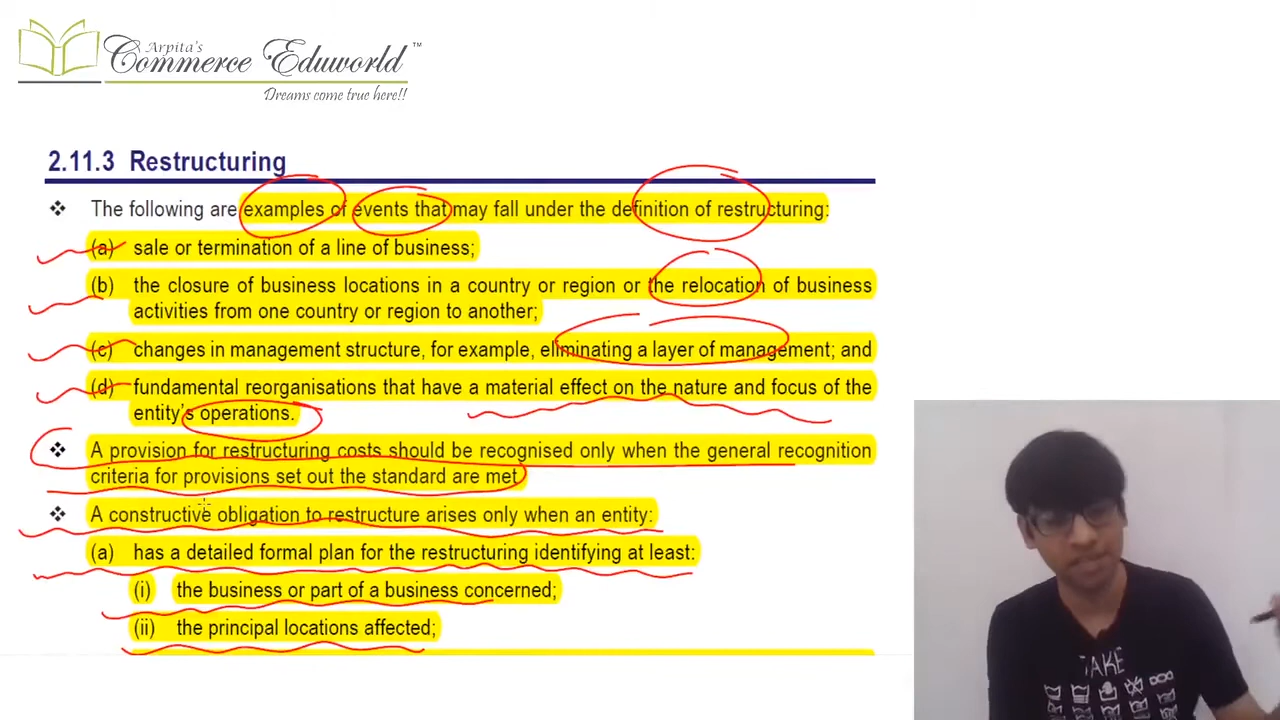 Arpita's
Commerce Eduworld™
Dreams come true here!!
2.11.3 Restructuring
❖ The following are examples of events that may fall under the definition of restructuring:
(a) sale or termination of a line of business;
(b) the closure of business locations in a country or region or the relocation of business
activities from one country or region to another;
(c) changes in management structure, for example, eliminating a layer of management; and
(d) fundamental reorganisations that have a material effect on the nature and focus of the
entity's operations.
❖ A provision for restructuring costs should be recognised only when the general recognition
criteria for provisions set out the standard are met
❖ A constructive obligation to restructure arises only when an entity:
(a) has a detailed formal plan for the restructuring identifying at least:
(i) the business or part of a business concerned;
(ii) the principal locations affected;
TAKE